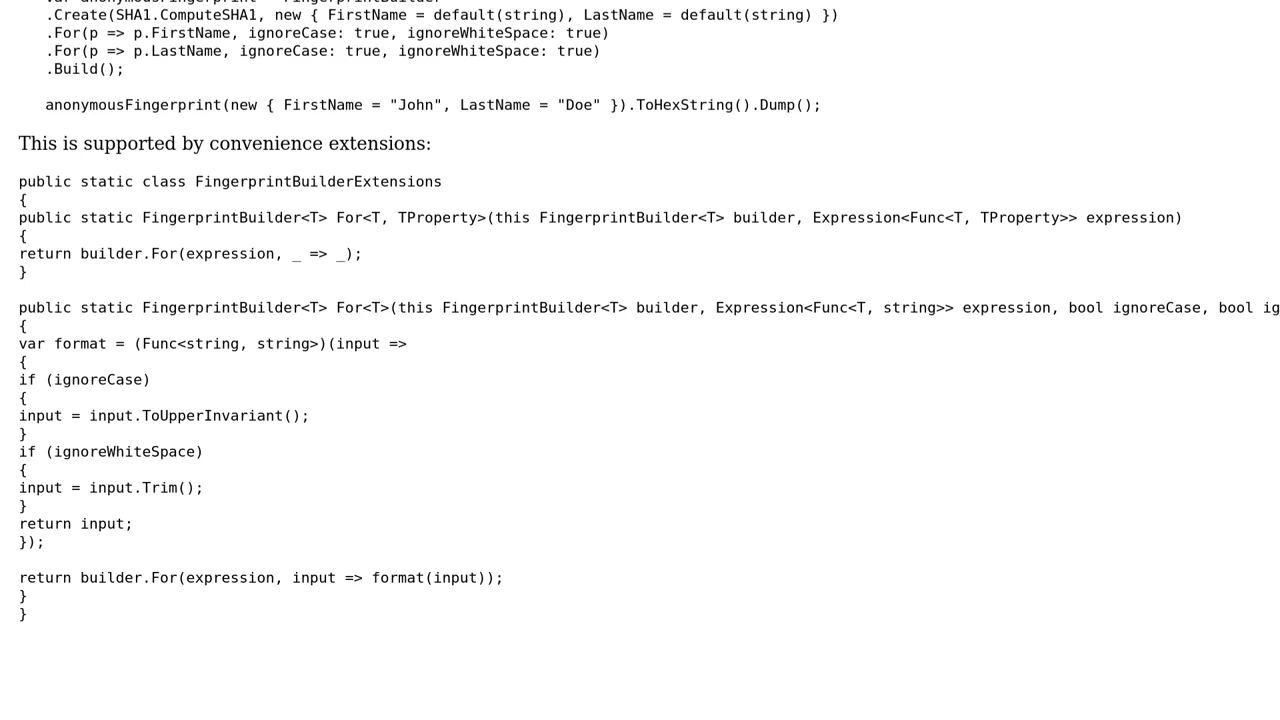 .Create(SHA1.ComputeSHA1, new { FirstName = default(string), LastName = default(string) })
.For(p => p.FirstName, ignoreCase: true, ignoreWhiteSpace: true)
.For(p => p.LastName, ignoreCase: true, ignoreWhiteSpace: true)
.Build();
anonymousFingerprint(new { FirstName = "John", LastName = "Doe" }).ToHexString().Dump();
This is supported by convenience extensions:
public static class FingerprintBuilderExtensions
{
public static FingerprintBuilder<T> For<T, TProperty>(this FingerprintBuilder<T> builder, Expression<Func<T, TProperty>> expression)
{
return builder.For(expression, _ => _);
}
public static FingerprintBuilder<T> For<T>(this FingerprintBuilder<T> builder, Expression<Func<T, string>> expression, bool ignoreCase, bool ig
{
var format = (Func<string, string>)(input =>
{
if (ignoreCase)
{
input = input.ToUpperInvariant();
}
if (ignoreWhiteSpace)
{
input = input.Trim();
}
return input;
});
return builder.For(expression, input => format(input));
}
}